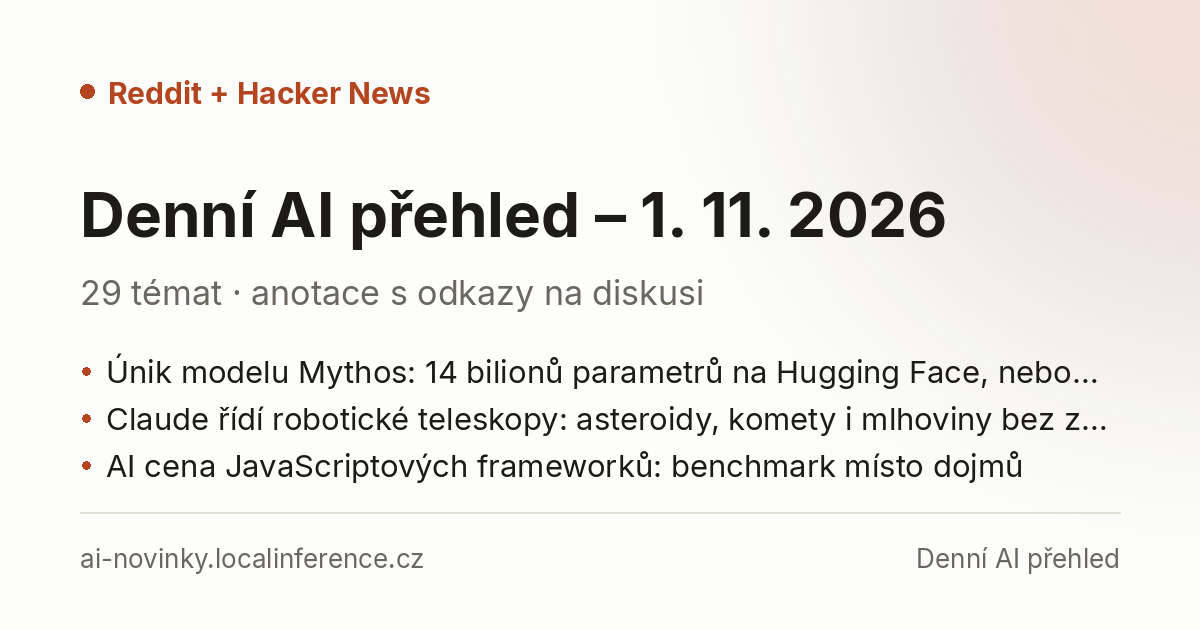 Reddit + Hacker News
Denní AI přehled – 1. 11. 2026
29 témat · anotace s odkazy na diskusi
• Únik modelu Mythos: 14 bilionů parametrů na Hugging Face, nebo...
• Claude řídí robotické teleskopy: asteroidy, komety i mlhoviny bez z...
• AI cena JavaScriptových frameworků: benchmark místo dojmů
ai-novinky.localinference.cz
Denní AI přehled